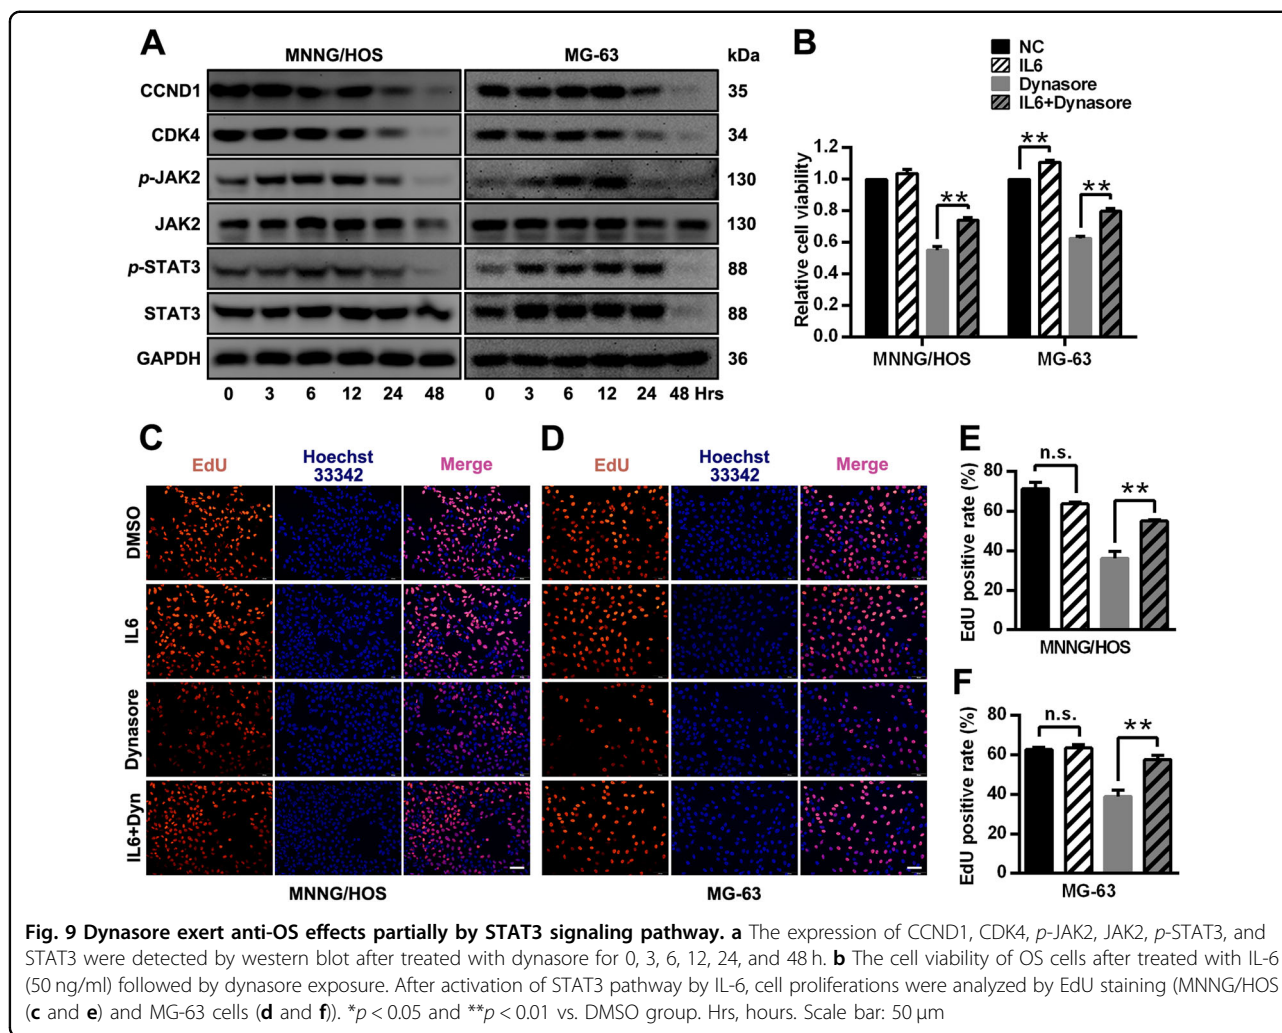 A
MNNG/HOS
MG-63
kDa
CCND1
35
CDK4
34
p-JAK2
130
JAK2
130
p-STAT3
88
STAT3
88
GAPDH
36
0 3 6 12 24 48 0 3 6 12 24 48 Hrs
B
NC
IL6
Dynasore
IL6+Dynasore
Relative cell viability
1.2
1.0
0.8
0.6
0.4
0.2
0.0
**
**
**
MNNG/HOS
MG-63
C
EdU
Hoechst
33342
Merge
DMSO
IL6
Dynasore
IL6+Dyn
MNNG/HOS
D
EdU
Hoechst
33342
Merge
MG-63
E
EdU positive rate (%)
80
60
40
20
0
n.s.
**
MNNG/HOS
F
EdU positive rate (%)
80
60
40
20
0
n.s.
**
MG-63
Fig. 9 Dynasore exert anti-OS effects partially by STAT3 signaling pathway. a The expression of CCND1, CDK4, p-JAK2, JAK2, p-STAT3, and
STAT3 were detected by western blot after treated with dynasore for 0, 3, 6, 12, 24, and 48 h. b The cell viability of OS cells after treated with IL-6
(50 ng/ml) followed by dynasore exposure. After activation of STAT3 pathway by IL-6, cell proliferations were analyzed by EdU staining (MNNG/HOS
(c and e) and MG-63 cells (d and f)). *p < 0.05 and **p < 0.01 vs. DMSO group. Hrs, hours. Scale bar: 50 μm